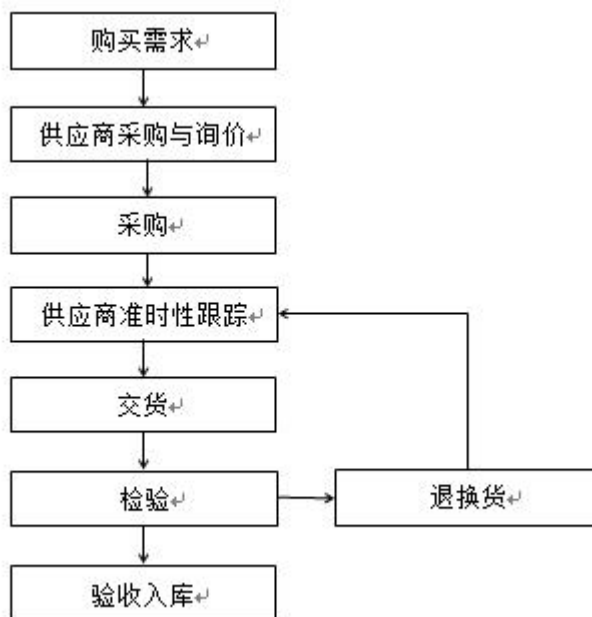 购买需求
供应商采购与询价
采购
供应商准时性跟踪
交货
检验
退换货
验收入库